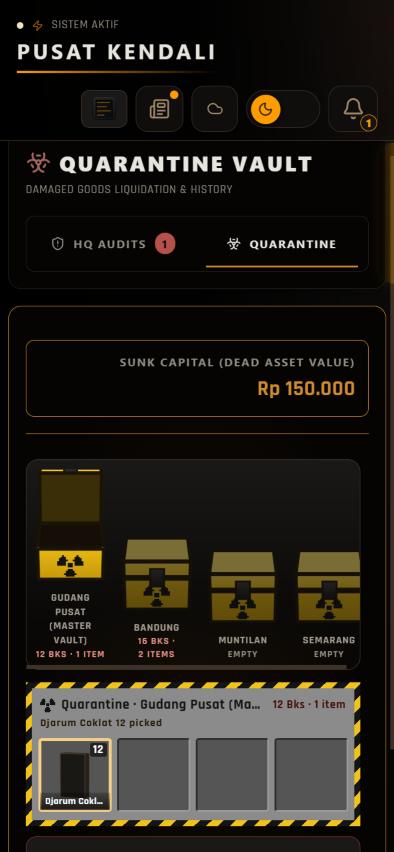 SISTEM AKTIF
PUSAT KENDALI
1
QUARANTINE VAULT
DAMAGED GOODS LIQUIDATION & HISTORY
HQ AUDITS 1
QUARANTINE
SUNK CAPITAL (DEAD ASSET VALUE)
Rp 150.000
GUDANG
PUSAT
(MASTER
VAULT)
12 BKS · 1 ITEM
BANDUNG
16 BKS ·
2 ITEMS
MUNTILAN
EMPTY
SEMARANG
EMPTY
Quarantine · Gudang Pusat (Ma... 12 Bks · 1 item
Djarum Coklat 12 picked
12
Djarum Cokl...